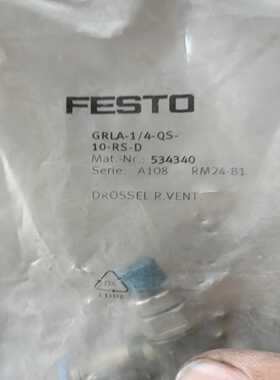 FESTO
GRLA-1/4-QS-
10-RS-D
Mat.-Nr.: 534340
Serie: A108 RM24-81
DROSSEL R.VENT